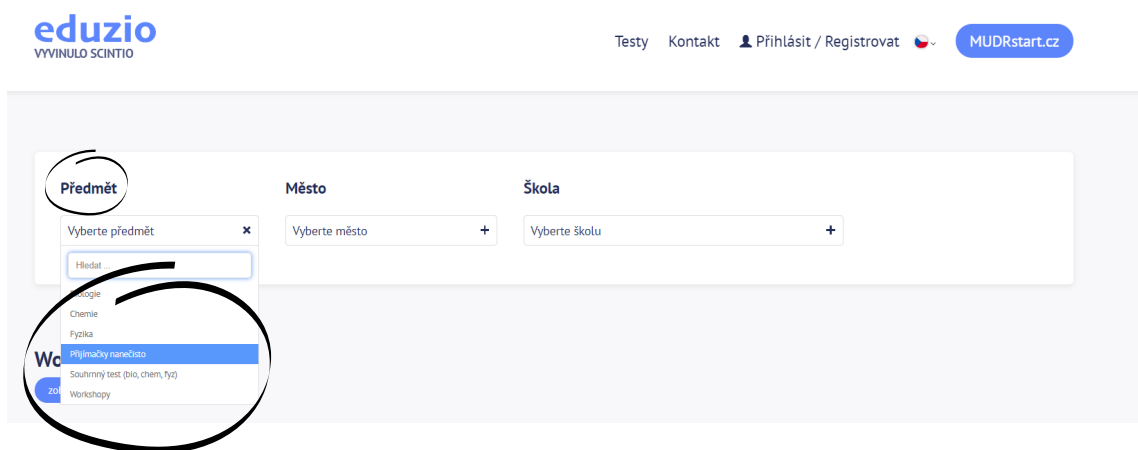 eduzio
VYVINULO SCINTIO
Testy Kontakt Přihlásit / Registrovat MUDRstart.cz
Předmět Město Škola
Vyberte předmět Vyberte město Vyberte školu
Hledat ...
Chemie
Fyzika
Přijímačky nanečisto
Souhrnný test (bio, chem, fyz)
Workshopy